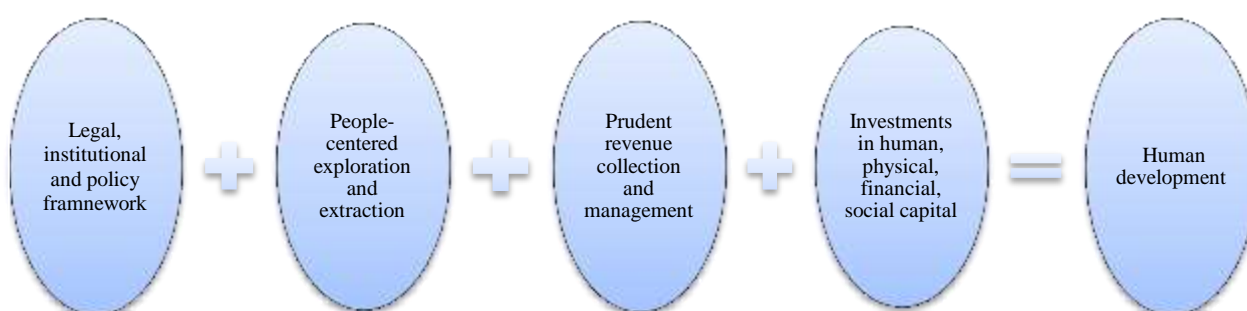 Legal,
institutional
and policy
framnework
People-
centered
exploration
and
extraction
Prudent
revenue
collection
and
management
Investments
in human,
physical,
financial,
social capital
Human
development